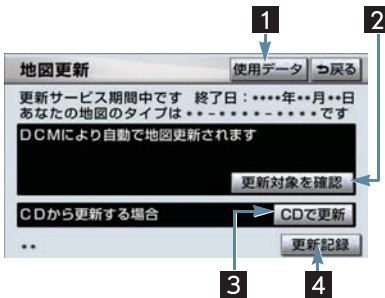 1
2
地図更新 使用データ 戻る
更新サービス期間中です 終了日:••••年••月••日
あなたの地図のタイプは••-••••-••••です
DCMにより自動で地図更新されます
更新対象を確認
CDから更新する場合 CDで更新
•• 更新記録
3
4